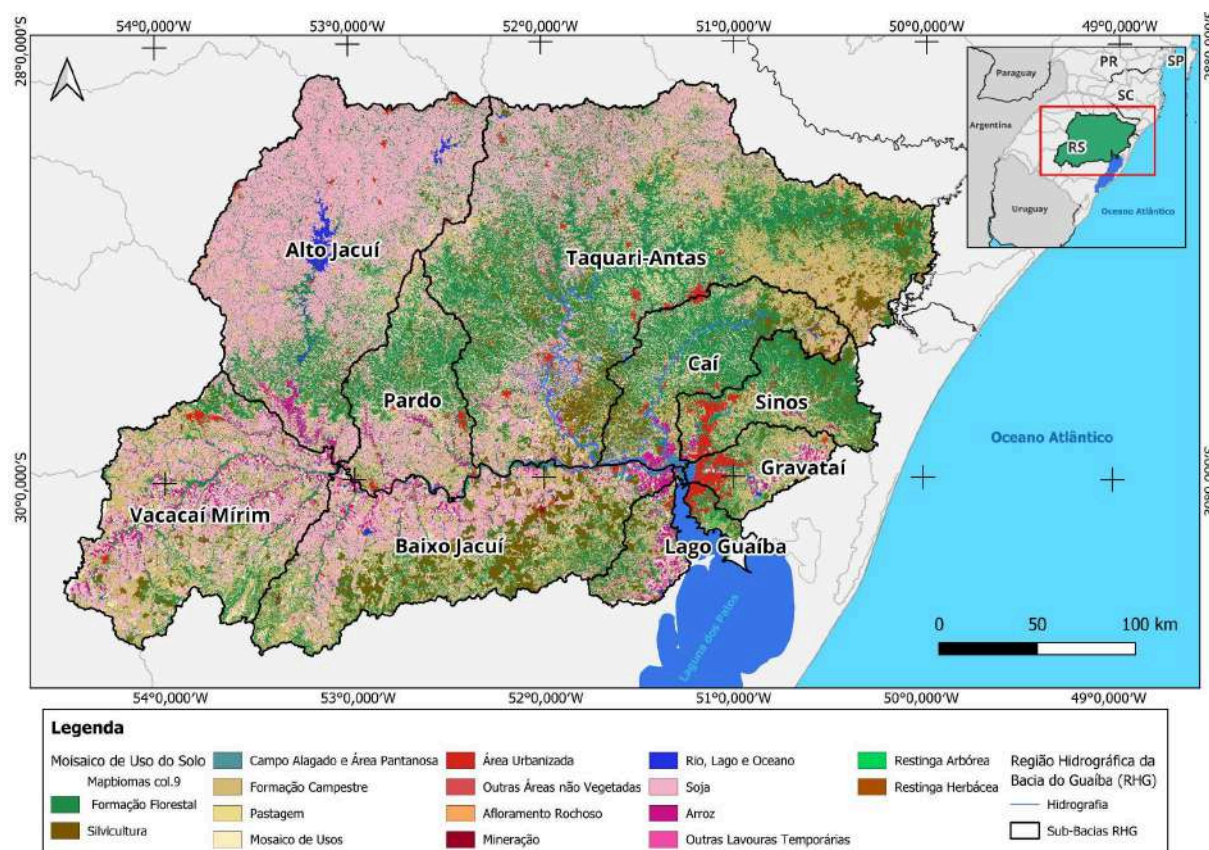 54°0,000'W 53°0,000'W 52°0,000'W 51°0,000'W 50°0,000'W 49°0,000'W
28°0,000'S
PR SP
Paraguay
SC
Argentina
RS
Uruguay
Oceano Atlântico
Alto Jacuí
Taquari-Antas
Caí
Pardo
Sinos
Oceano Atlântico
Gravataí
30°0,000'S
Vacacaí Mírim
Baixo Jacuí
Lago Guaíba
Laguna dos Patos
0 50 100 km
54°0,000'W 53°0,000'W 52°0,000'W 51°0,000'W 50°0,000'W 49°0,000'W
Legenda
Moisaico de Uso do Solo
Mapbiomas col.9
Formação Florestal
Silvicultura
Campo Alagado e Área Pantanosa
Formação Campestre
Pastagem
Mosaico de Usos
Área Urbanizada
Outras Áreas não Vegetadas
Afloramento Rochoso
Mineração
Rio, Lago e Oceano
Soja
Arroz
Outras Lavouras Temporárias
Restinga Arbórea
Restinga Herbácea
Região Hidrográfica da
Bacia do Guaíba (RHG)
Hidrografia
Sub-Bacias RHG